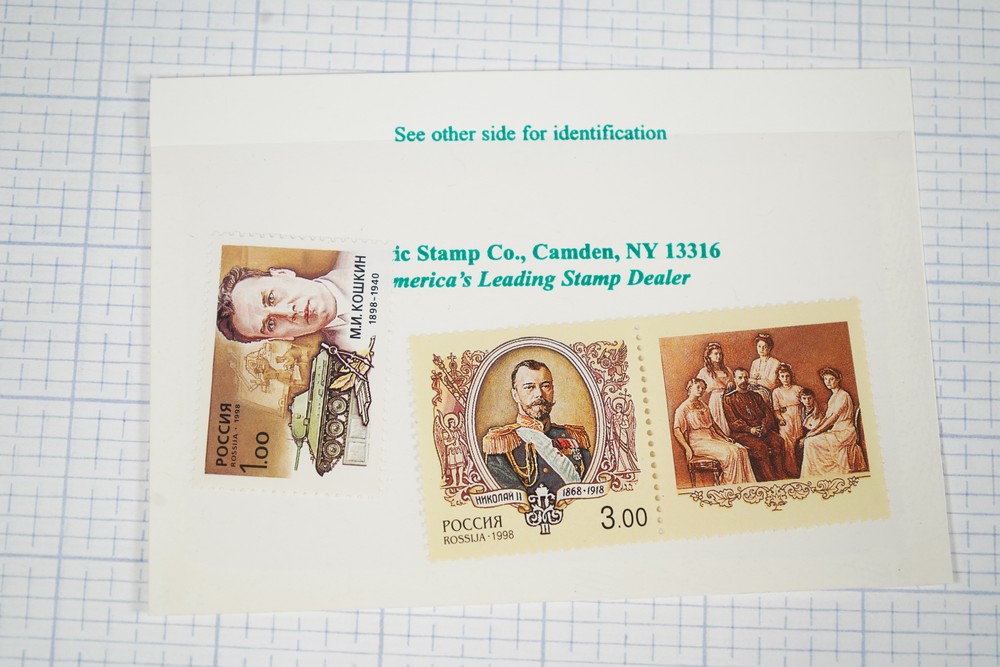 See other side for identification
ic Stamp Co., Camden, NY 13316
merica's Leading Stamp Dealer
М.И. КОШКИН
1898-1940
РОССИЯ
ROSSIJA · 1998
1.00
НИКОЛАЙ II 1868·1918
РОССИЯ
ROSSIJA · 1998
3.00